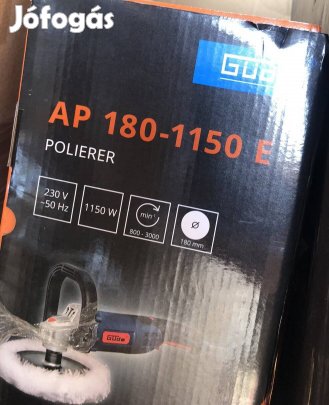 Jófogás
GÜDE
AP 180-1150 E
POLIERER
230 V
~50 Hz
1150 W
min⁻¹
800 - 3000
Ø
180 mm
GÜDE